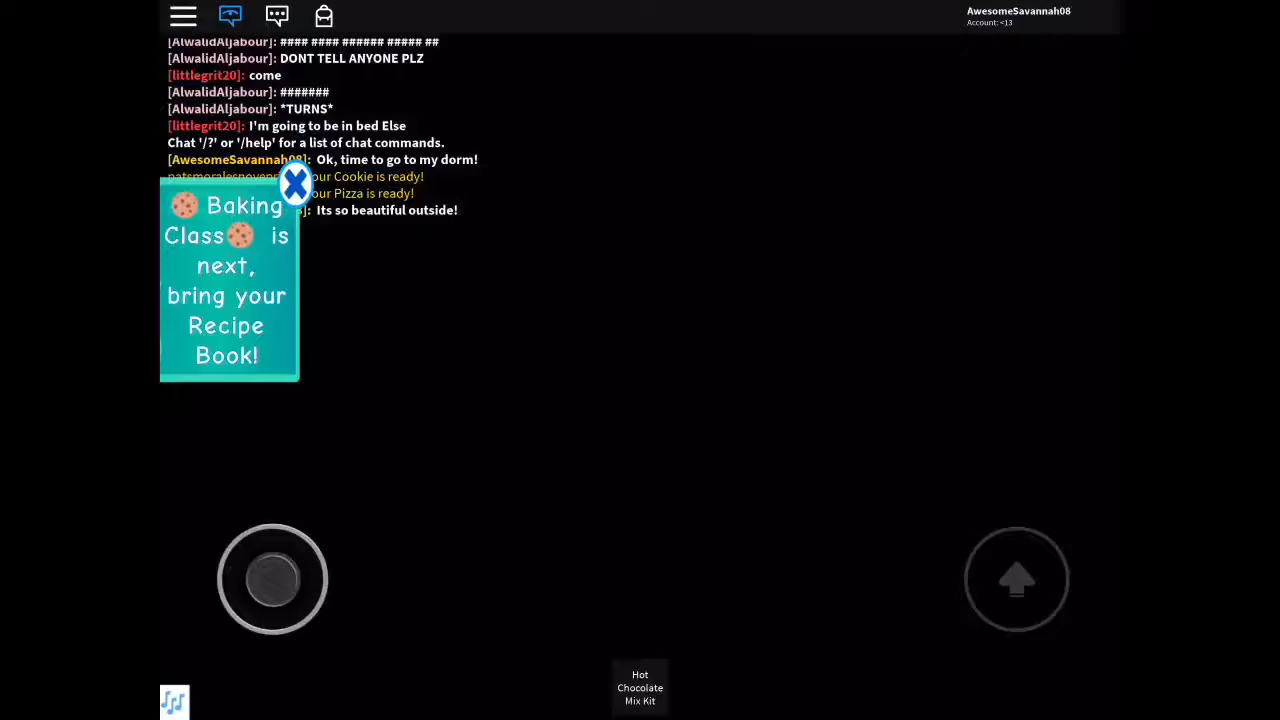 AwesomeSavannah08
Account: <13
[AlwalidAljabour]: #### #### ###### ##### ##
[AlwalidAljabour]: DONT TELL ANYONE PLZ
[littlegrit20]: come
[AlwalidAljabour]: #######
[AlwalidAljabour]: *TURNS*
[littlegrit20]: I'm going to be in bed Else
Chat '/?' or '/help' for a list of chat commands.
[AwesomeSavannah08]: Ok, time to go to my dorm!
our Cookie is ready!
our Pizza is ready!
]: Its so beautiful outside!
Baking
Class is
next,
bring your
Recipe
Book!
Hot
Chocolate
Mix Kit